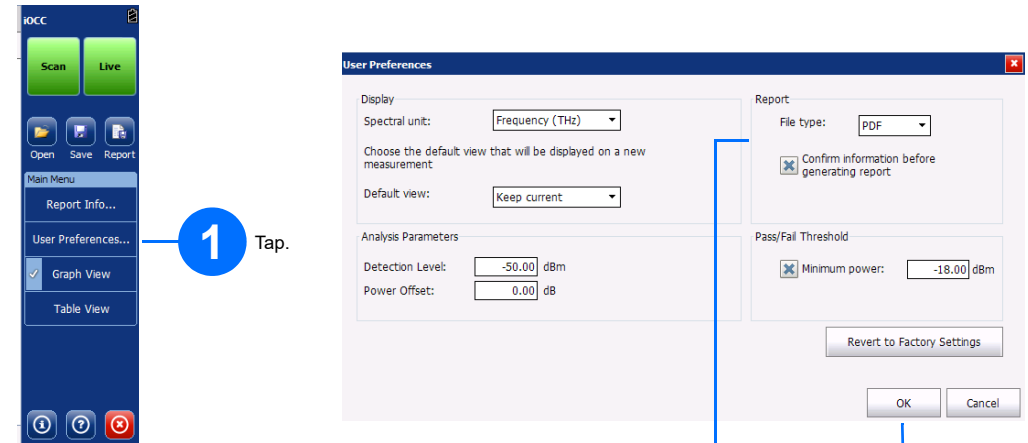 iOCC
Scan Live
Open Save Report
Main Menu
Report Info...
User Preferences...
Graph View
Table View
1 Tap.
User Preferences
Display
Spectral unit: Frequency (THz)
Choose the default view that will be displayed on a new
measurement
Default view: Keep current
Report
File type: PDF
Confirm information before
generating report
Analysis Parameters
Detection Level: -50.00 dBm
Power Offset: 0.00 dB
Pass/Fail Threshold
Minimum power: -18.00 dBm
Revert to Factory Settings
OK Cancel